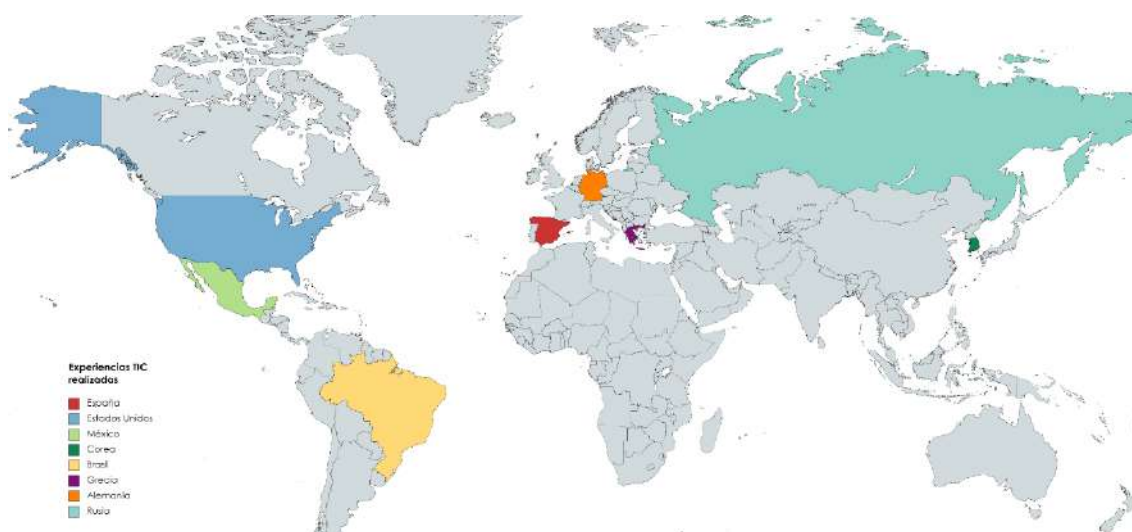 Experiencias TIC
realizadas
España
Estados Unidos
México
Corea
Brasil
Grecia
Alemania
Rusia